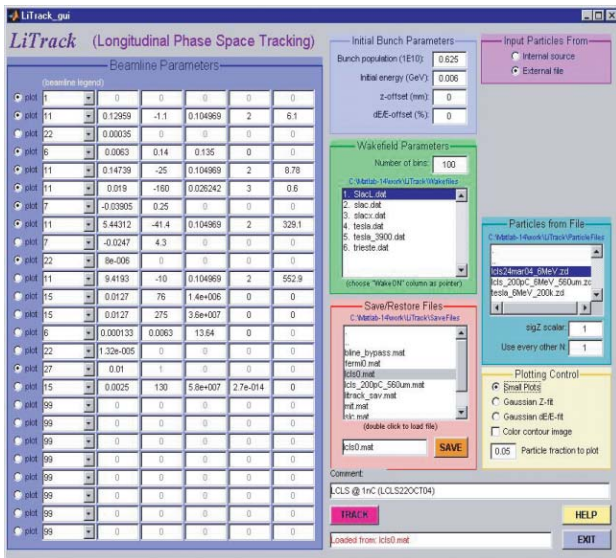 LiTrack_gui
LiTrack (Longitudinal Phase Space Tracking)
Beamline Parameters
(beamline legend)
plot 1 0 0 0 0 0
plot 11 0.12959 -1.1 0.104969 2 6.1
plot 22 0.00035 0 0 0 0
plot 6 0.0063 0.14 0.135 0 0
plot 11 0.14739 -25 0.104969 2 8.78
plot 11 0.019 -160 0.026242 3 0.6
plot 7 -0.03905 0.25 0 0 0
plot 11 5.44312 -41.4 0.104969 2 329.1
plot 7 -0.0247 4.3 0 0 0
plot 22 8e-006 0 0 0 0
plot 11 9.4193 -10 0.104969 2 552.9
plot 15 0.0127 76 1.4e+006 0 0
plot 15 0.0127 275 3.6e+007 0 0
plot 6 0.000133 0.0063 13.64 0 0
plot 22 1.32e-005 0 0 0 0
plot 27 0.01 1 0 0 0
plot 15 0.0025 130 5.8e+007 2.7e-014 0
plot 99 0 0 0 0 0
plot 99 0 0 0 0 0
plot 99 0 0 0 0 0
plot 99 0 0 0 0 0
plot 99 0 0 0 0 0
plot 99 0 0 0 0 0
plot 99 0 0 0 0 0
Initial Bunch Parameters
Bunch population (1E10): 0.625
Initial energy (GeV): 0.006
z-offset (mm): 0
dE/E-offset (%): 0
Wakefield Parameters
Number of bins: 100
C:\Matlab-14\work\LiTrack\Wakefiles
1. SlacL.dat
2. slac.dat
3. slacx.dat
4. tesla.dat
5. tesla_3900.dat
6. trieste.dat
(choose "WakeON" column as pointer)
Save/Restore Files
C:\Matlab-14\work\LiTrack\SaveFiles
.
..
bline_bypass.mat
fermi0.mat
lcls0.mat
lcls_200pC_560um.mat
litrack_sav.mat
mit.mat
slc.mat
(double click to load file)
lcls0.mat SAVE
Input Particles From
Internal source
External file
Particles from File
C:\Matlab-14\work\LiTrack\ParticleFiles
.
..
lcls24mar04_6MeV.zd
lcls_200pC_6MeV_560um.zd
tesla_6MeV_200k.zd
sigZ scalar: 1
Use every other N: 1
Plotting Control
Small Plots
Gaussian Z-fit
Gaussian dE/E-fit
Color contour image
0.05 Particle fraction to plot
Comment:
LCLS @ 1nC (LCLS22OCT04)
TRACK HELP
Loaded from: lcls0.mat EXIT